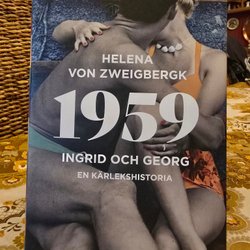 HELENA
VON ZWEIGBERGK
1959
INGRID OCH GEORG
EN KÄRLEKSHISTORIA